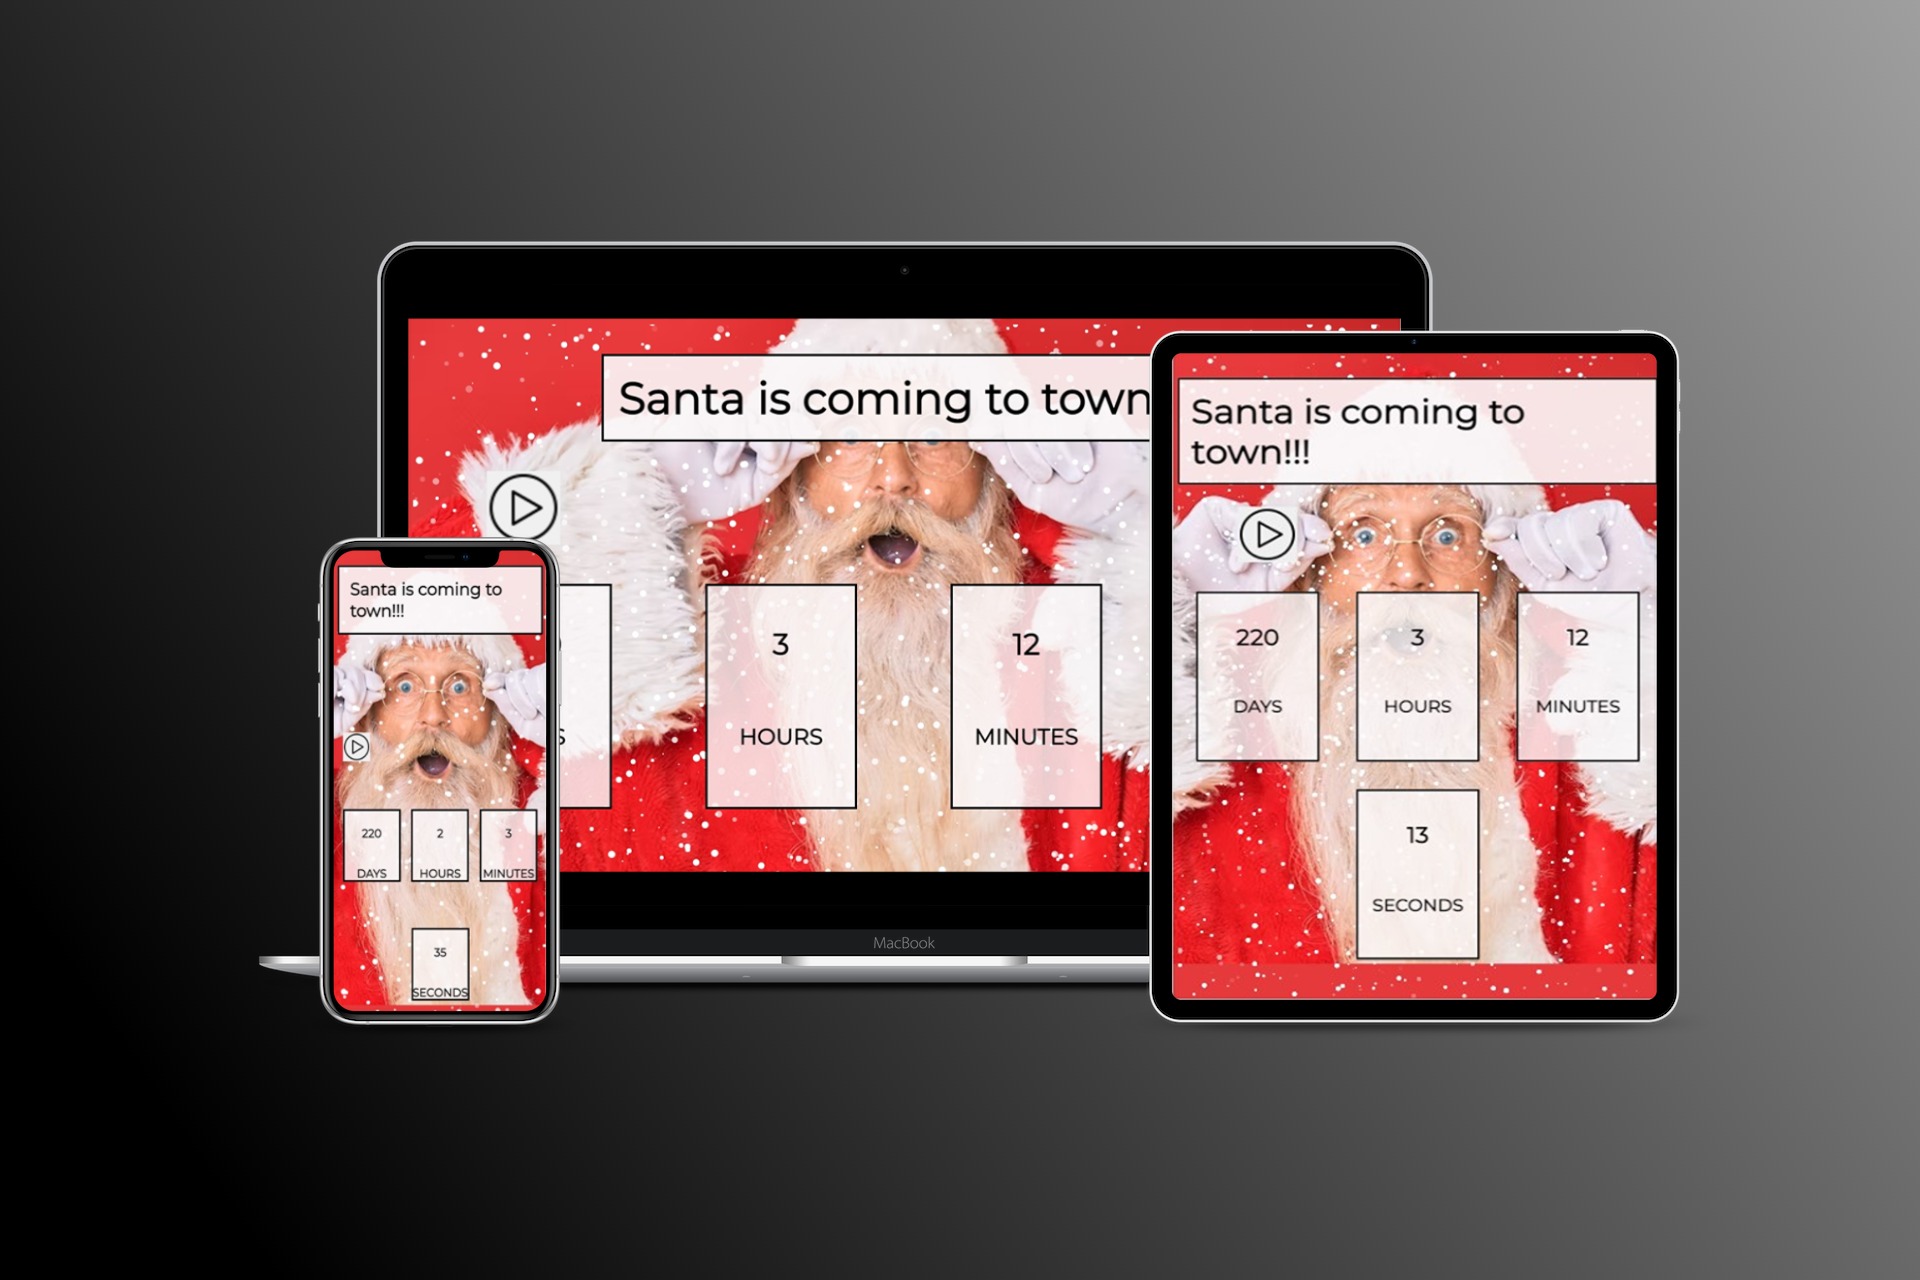 Santa is coming to town
S
3
HOURS
12
MINUTES
MacBook
Santa is coming to
town!!!
220
DAYS
3
HOURS
12
MINUTES
13
SECONDS
Santa is coming to
town!!!
220
DAYS
2
HOURS
3
MINUTES
35
SECONDS